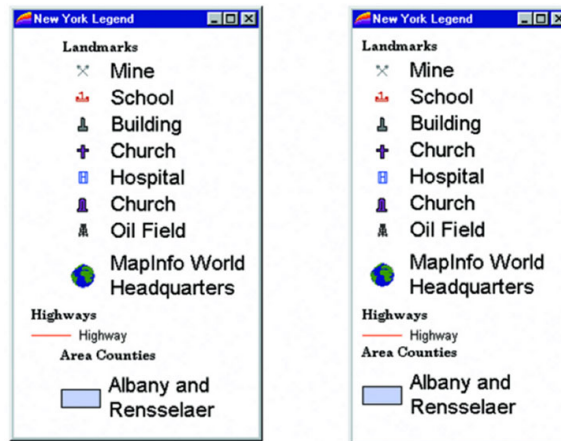 New York Legend
Landmarks
Mine
School
Building
Church
Hospital
Church
Oil Field
MapInfo World
Headquarters
Highways
Highway
Area Counties
Albany and
Rensselaer
New York Legend
Landmarks
Mine
School
Building
Church
Hospital
Church
Oil Field
MapInfo World
Headquarters
Highways
Highway
Area Counties
Albany and
Rensselaer